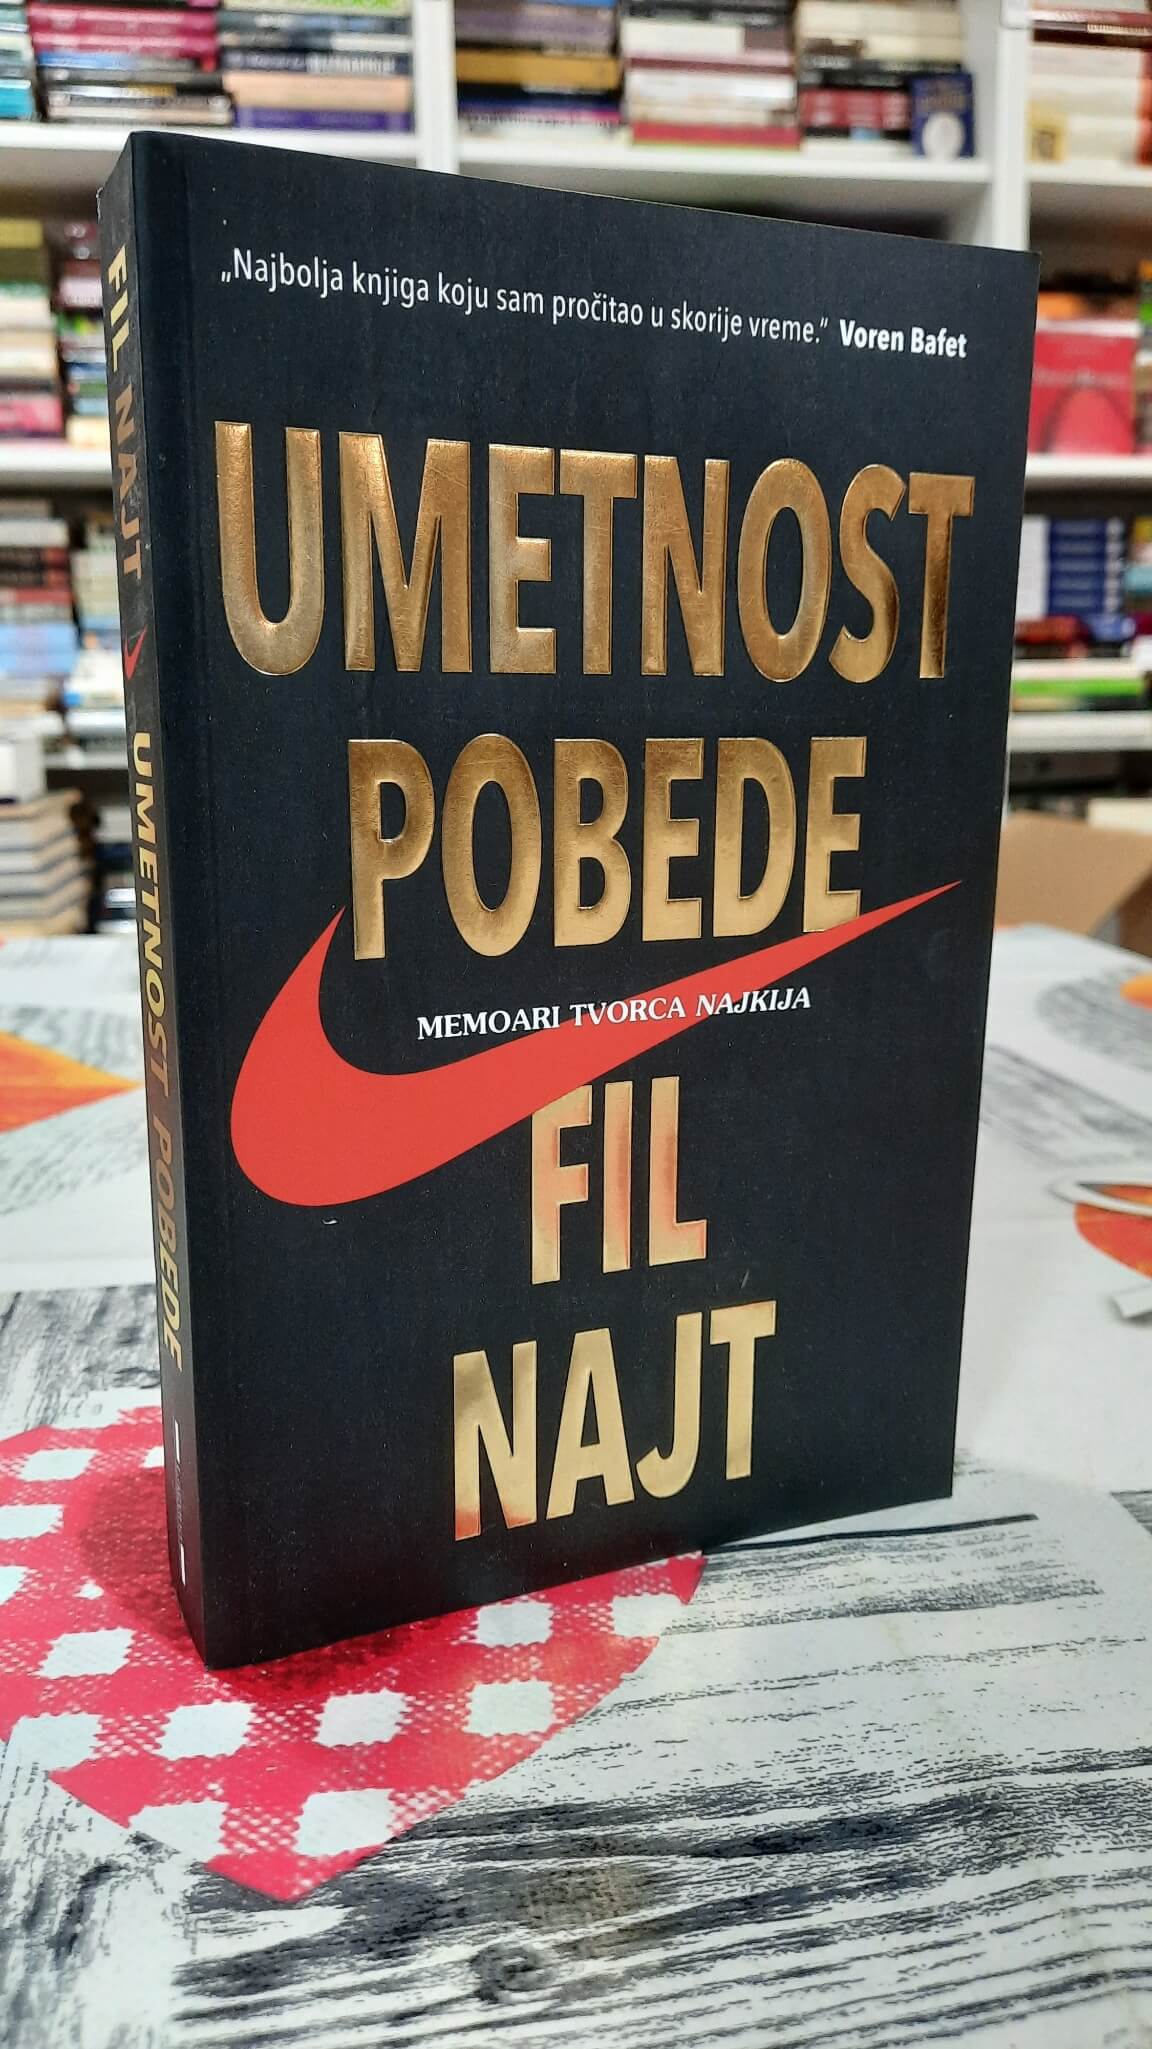 „Najbolja knjiga koju sam pročitao u skorije vreme.“ Voren Bafet
UMETNOST
POBEDE
MEMOARI TVORCA NAJKIJA
FIL
NAJT
FIL NAJT UMETNOST POBEDE